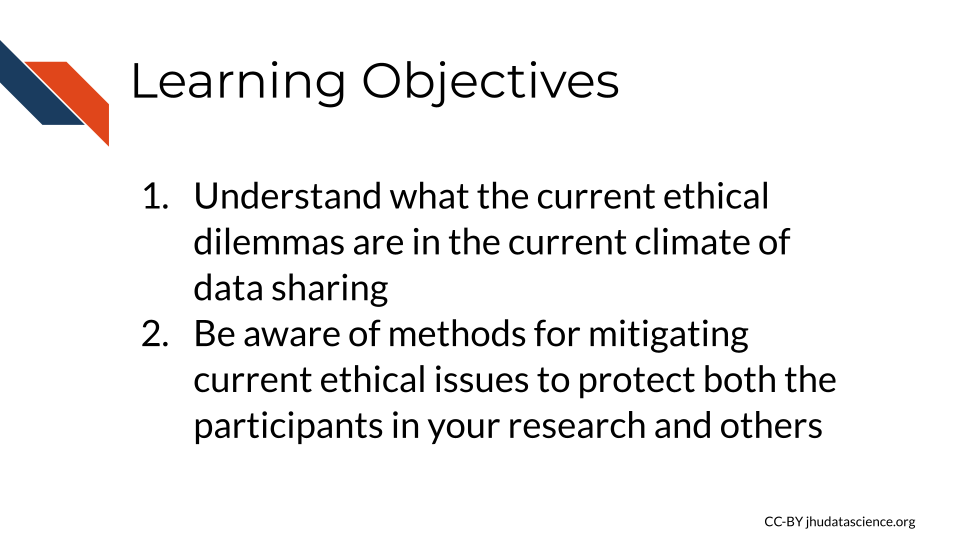 Learning Objectives
1. Understand what the current ethical
dilemmas are in the current climate of
data sharing
2. Be aware of methods for mitigating
current ethical issues to protect both the
participants in your research and others
CC-BY jhudatascience.org